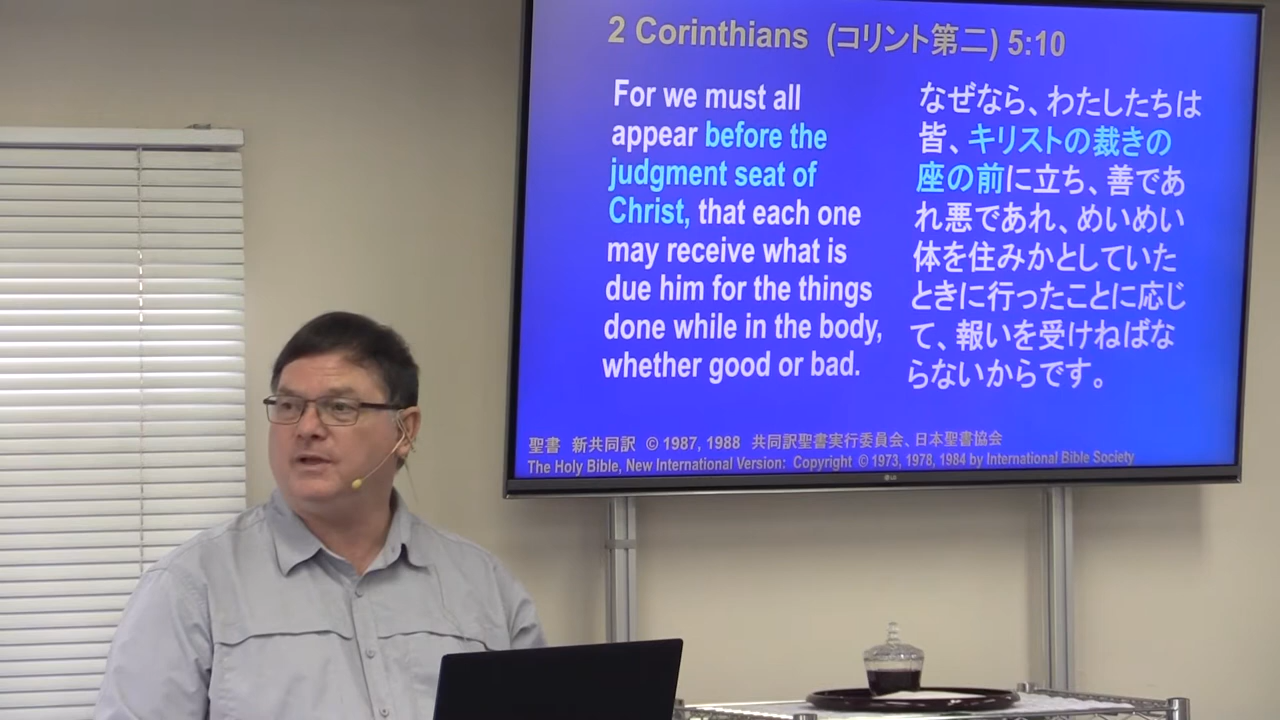 2 Corinthians (コリント第二) 5:10
For we must all
appear before the
judgment seat of
Christ, that each one
may receive what is
due him for the things
done while in the body,
whether good or bad.
なぜなら、わたしたちは
皆、キリストの裁きの
座の前に立ち、善であ
れ悪であれ、めいめい
体を住みかとしていた
ときに行ったことに応じ
て、報いを受けねばな
らないからです。
聖書 新共同訳 © 1987, 1988 共同訳聖書実行委員会、日本聖書協会
The Holy Bible, New International Version: Copyright © 1973, 1978, 1984 by International Bible Society
LG